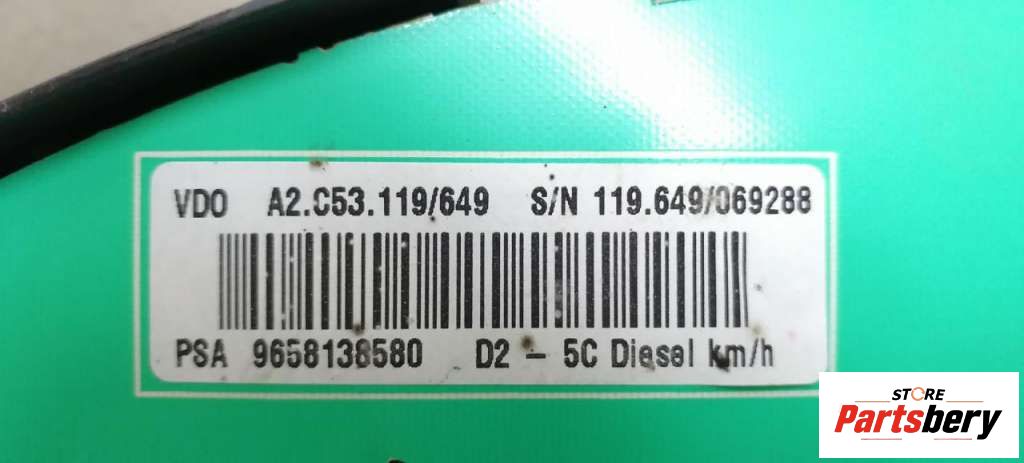 VDO A2.C53.119/649 S/N 119.649/069288
PSA 9658138580 D2 - 5C Diesel km/h
STORE
Partsbery